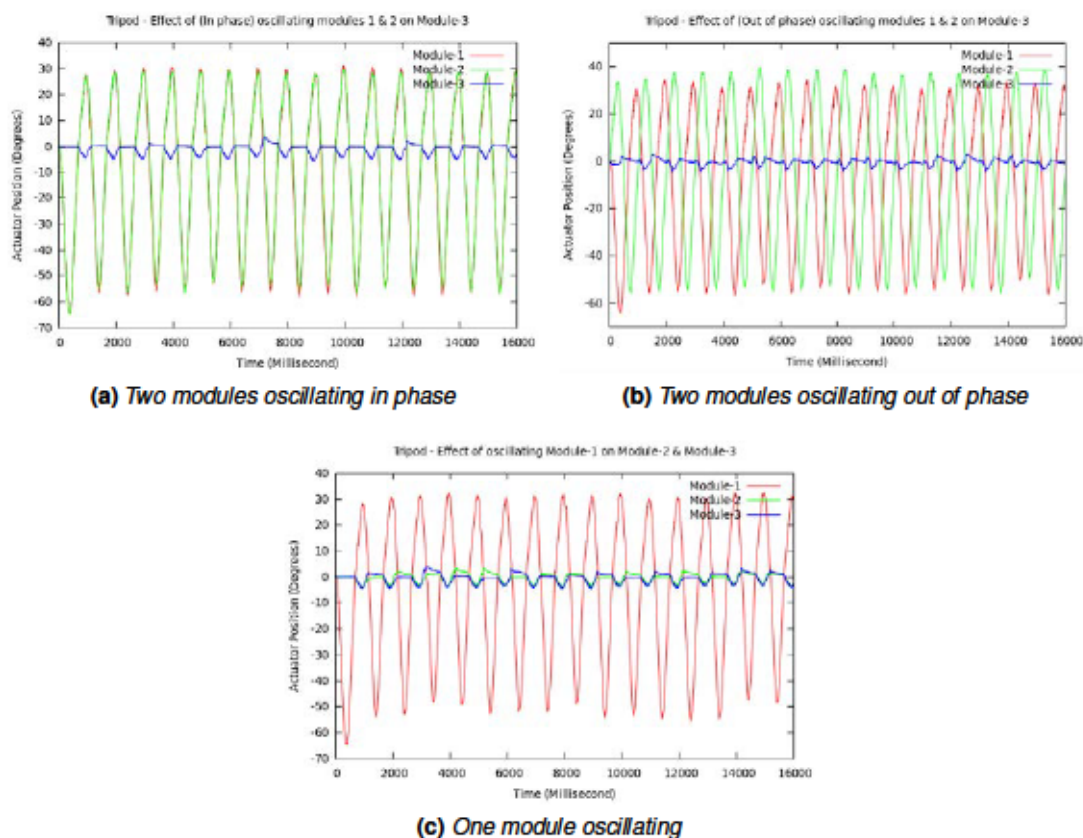 Tripod - Effect of (In phase) oscillating modules 1 & 2 on Module-3
40
30
20
10
0
-10
-20
-30
-40
-50
-60
-70
Actuator Position (Degrees)
Module-1
Module-2
Module-3
0 2000 4000 6000 8000 10000 12000 14000 16000
Time (Millisecond)
(a) Two modules oscillating in phase
Tripod - Effect of (Out of phase) oscillating modules 1 & 2 on Module-3
40
20
0
-20
-40
-60
Actuator Position (Degrees)
Module-1
Module-2
Module-3
0 2000 4000 6000 8000 10000 12000 14000 16000
Time (Millisecond)
(b) Two modules oscillating out of phase
Tripod - Effect of oscillating Module-1 on Module-2 & Module-3
40
30
20
10
0
-10
-20
-30
-40
-50
-60
-70
Actuator Position (Degrees)
Module-1
Module-2
Module-3
0 2000 4000 6000 8000 10000 12000 14000 16000
Time (Millisecond)
(c) One module oscillating